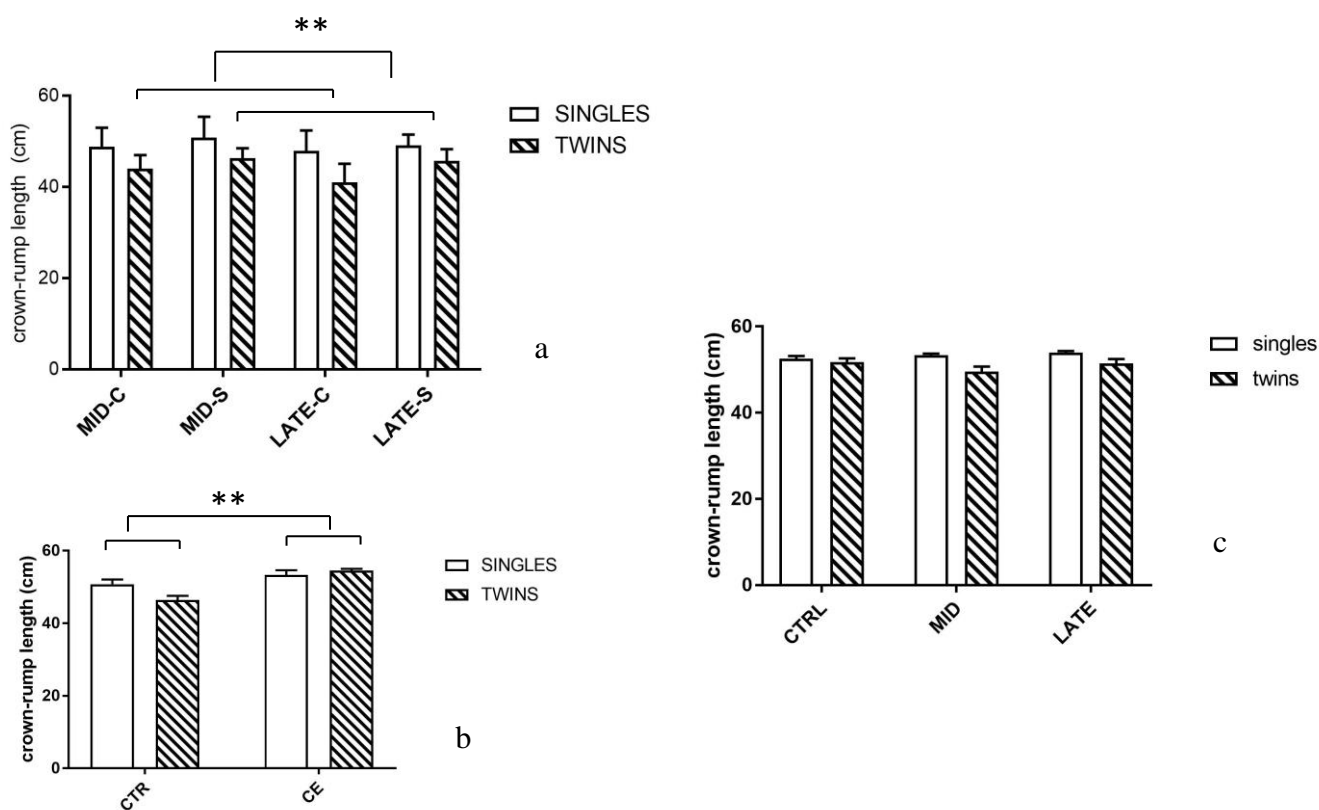 **
60
40
20
0
crown-rump length (cm)
SINGLES
TWINS
MID-C
MID-S
LATE-C
LATE-S
a
**
60
40
20
0
crown-rump length (cm)
SINGLES
TWINS
CTR
CE
b
60
40
20
0
crown-rump length (cm)
singles
twins
CTRL
MID
LATE
c